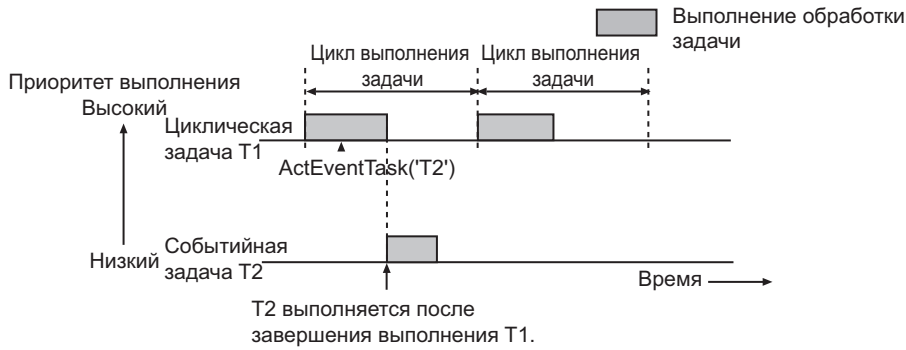 Выполнение обработки
задачи
Цикл выполнения
задачи
Цикл выполнения
задачи
Приоритет выполнения
Высокий
Циклическая
задача T1
ActEventTask('T2')
Событийная
задача T2
Низкий
Время
T2 выполняется после
завершения выполнения T1.